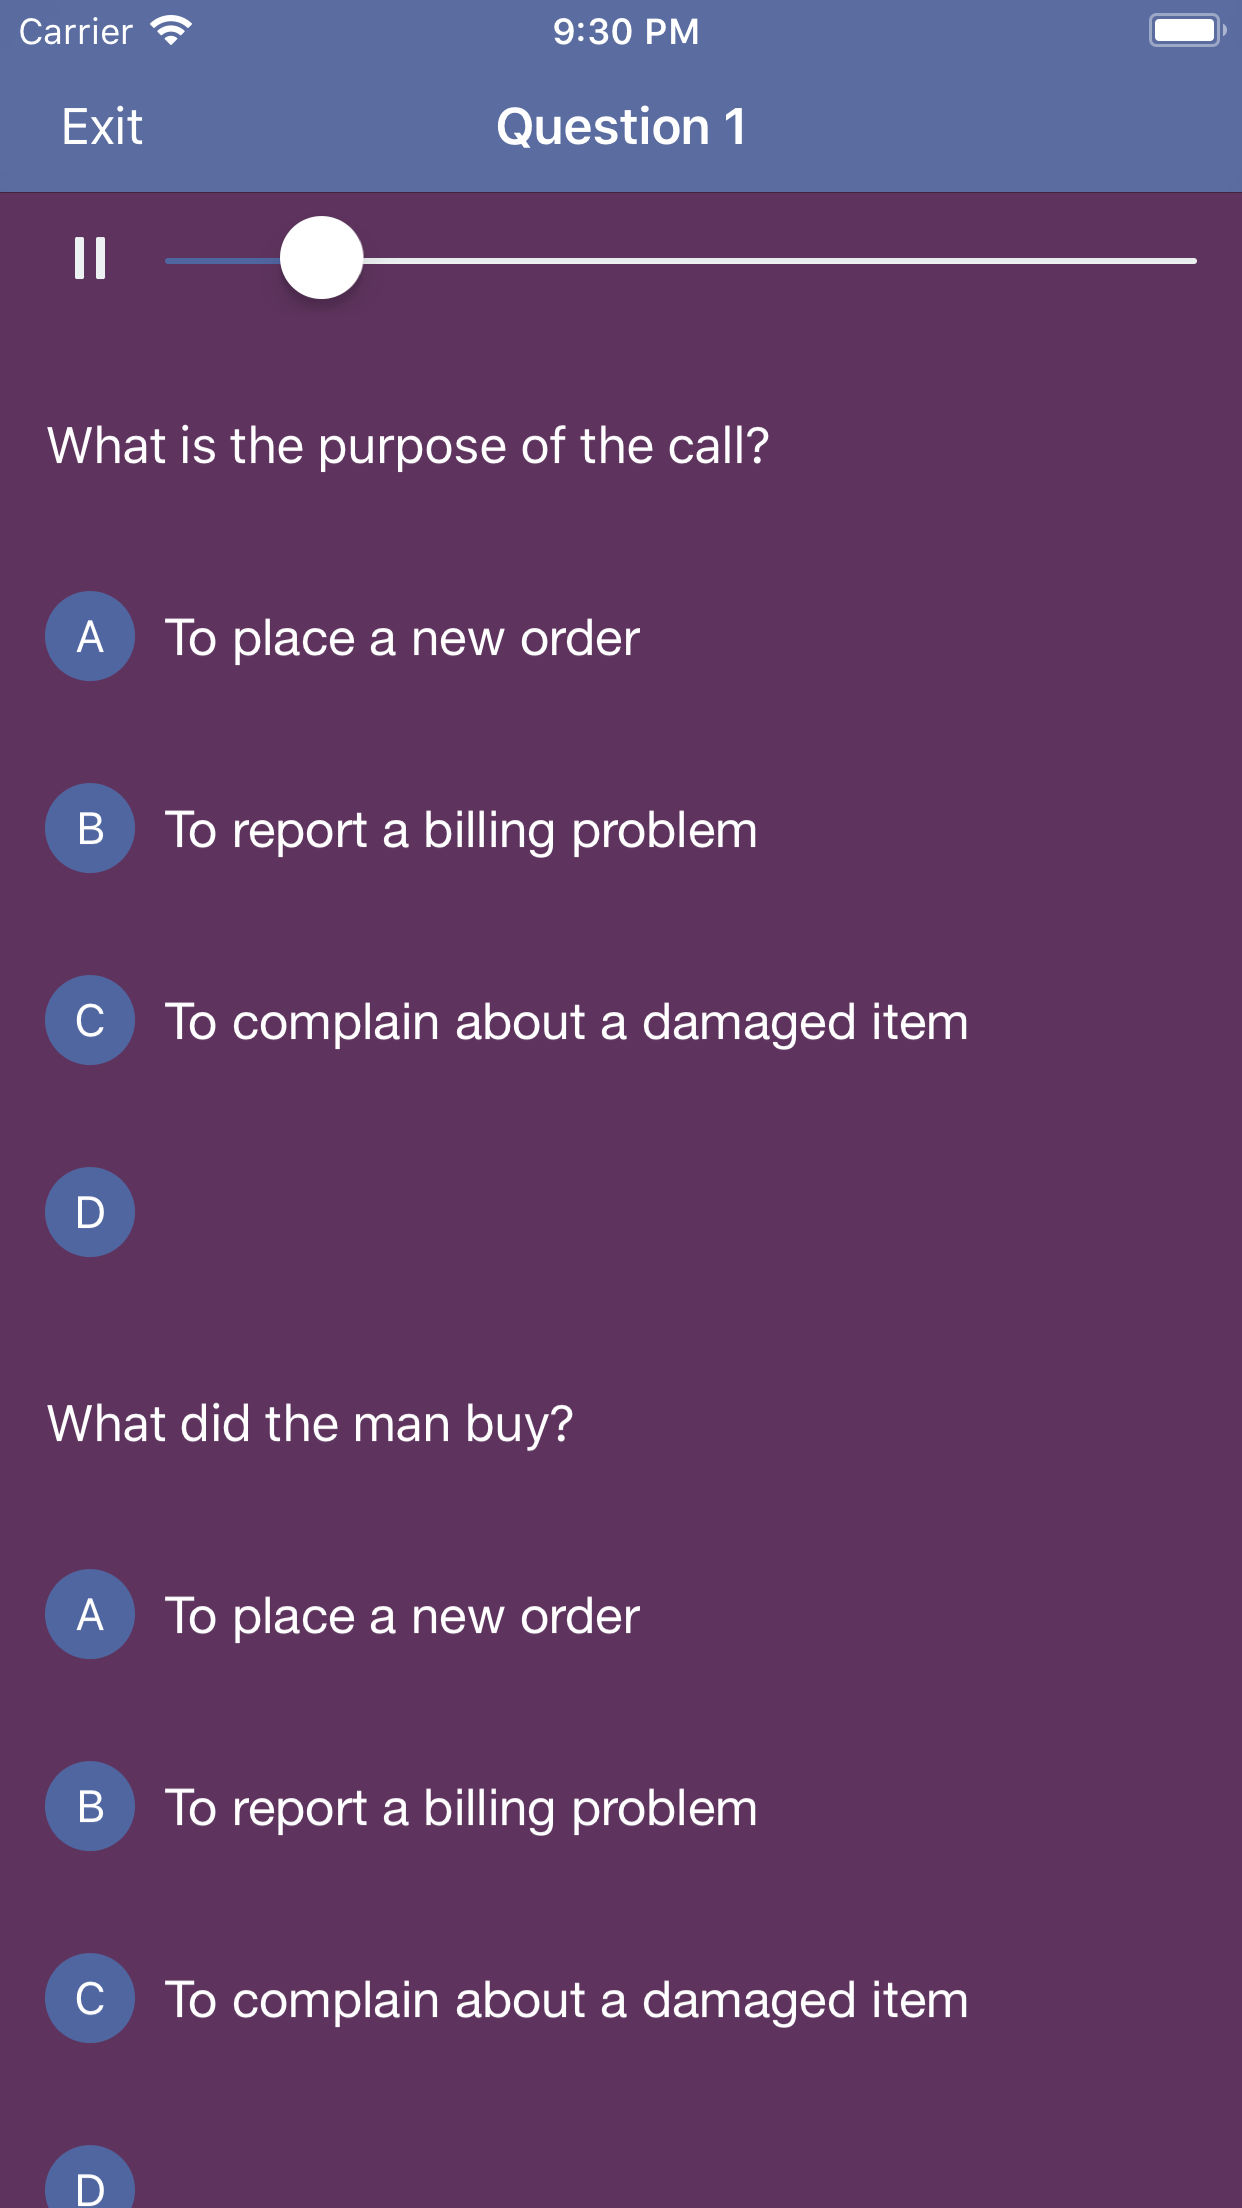 Carrier 9:30 PM
Exit Question 1
What is the purpose of the call?
A To place a new order
B To report a billing problem
C To complain about a damaged item
D
What did the man buy?
A To place a new order
B To report a billing problem
C To complain about a damaged item
D